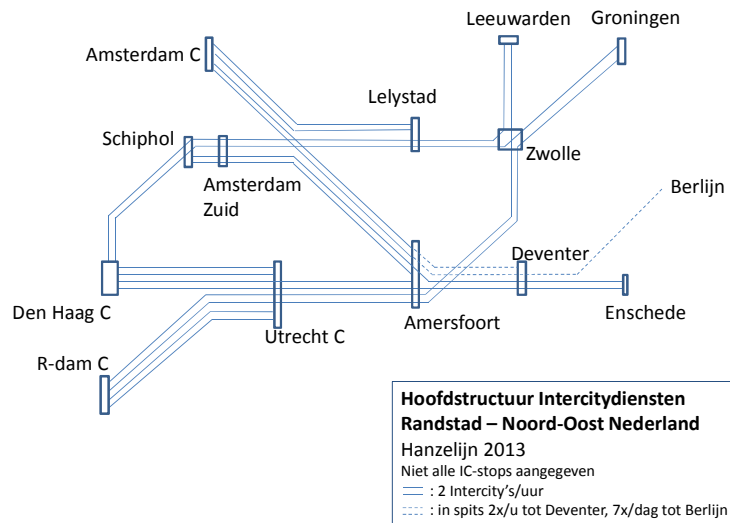 Leeuwarden
Groningen
Amsterdam C
Lelystad
Schiphol
Zwolle
Amsterdam
Zuid
Berlijn
Deventer
Den Haag C
Utrecht C
Amersfoort
Enschede
R-dam C
Hoofdstructuur Intercitydiensten
Randstad – Noord-Oost Nederland
Hanzelijn 2013
Niet alle IC-stops aangegeven
: 2 Intercity's/uur
: in spits 2x/u tot Deventer, 7x/dag tot Berlijn